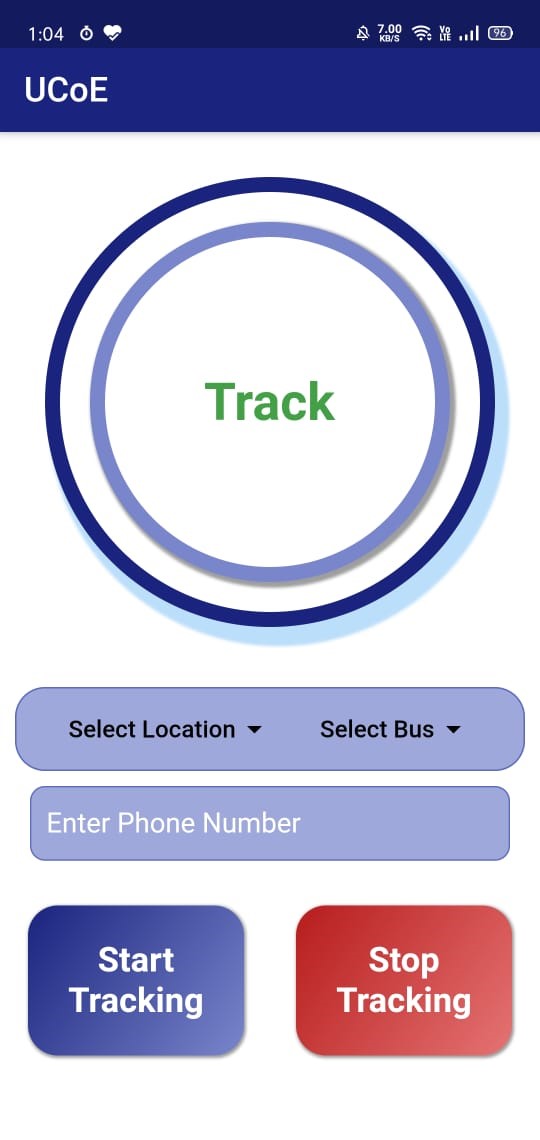 1:04 7.00 KB/S Vo LTE 96
UCoE
Track
Select Location Select Bus
Enter Phone Number
Start Tracking
Stop Tracking